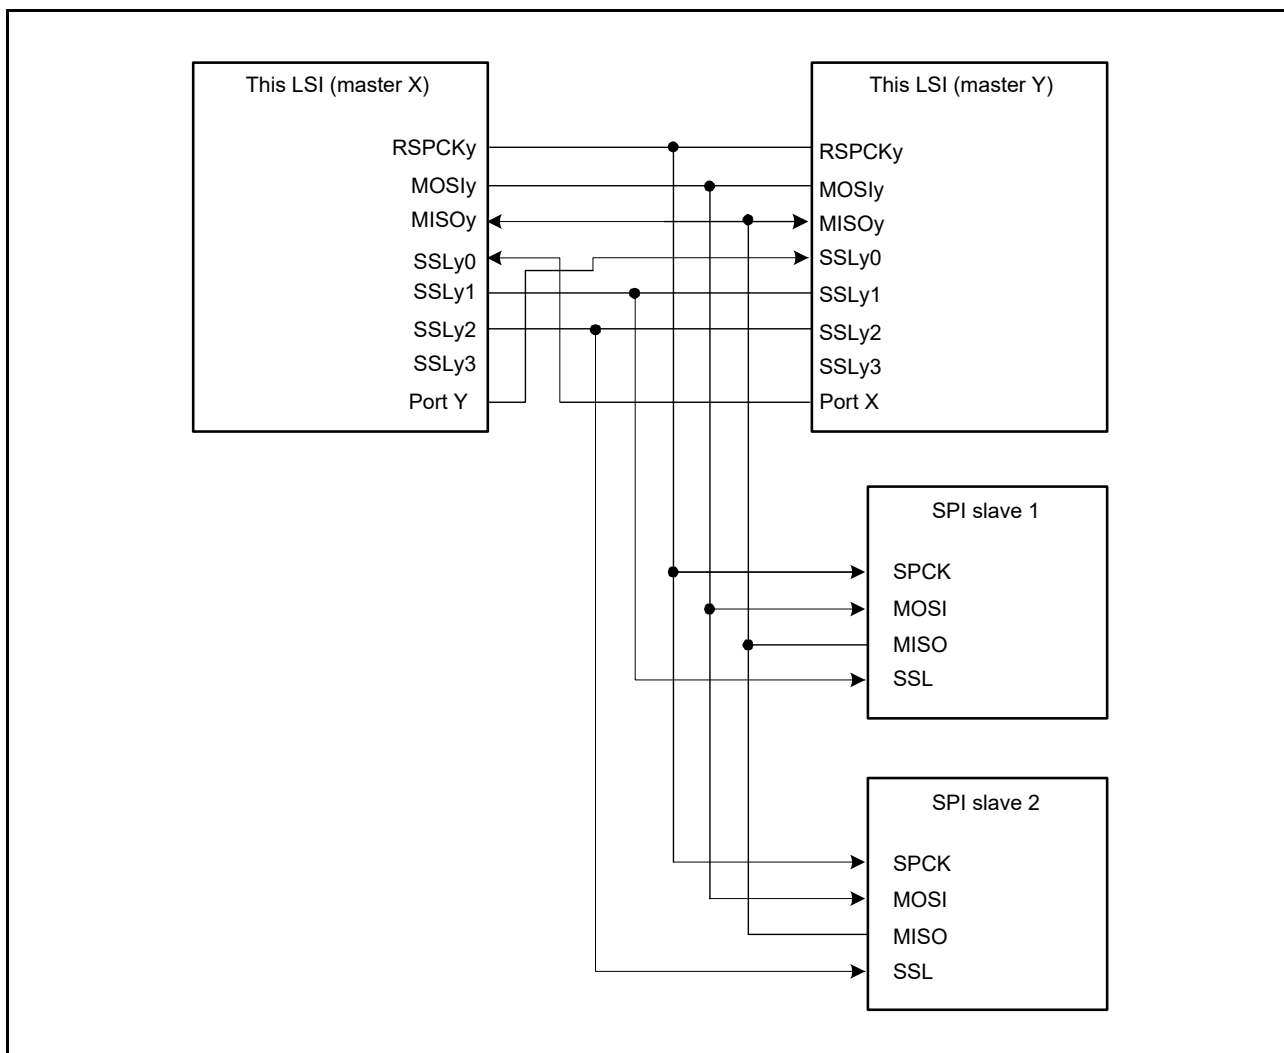 This LSI (master X)
RSPCKy
MOSIy
MISOy
SSLy0
SSLy1
SSLy2
SSLy3
Port Y
This LSI (master Y)
RSPCKy
MOSIy
MISOy
SSLy0
SSLy1
SSLy2
SSLy3
Port X
SPI slave 1
SPCK
MOSI
MISO
SSL
SPI slave 2
SPCK
MOSI
MISO
SSL